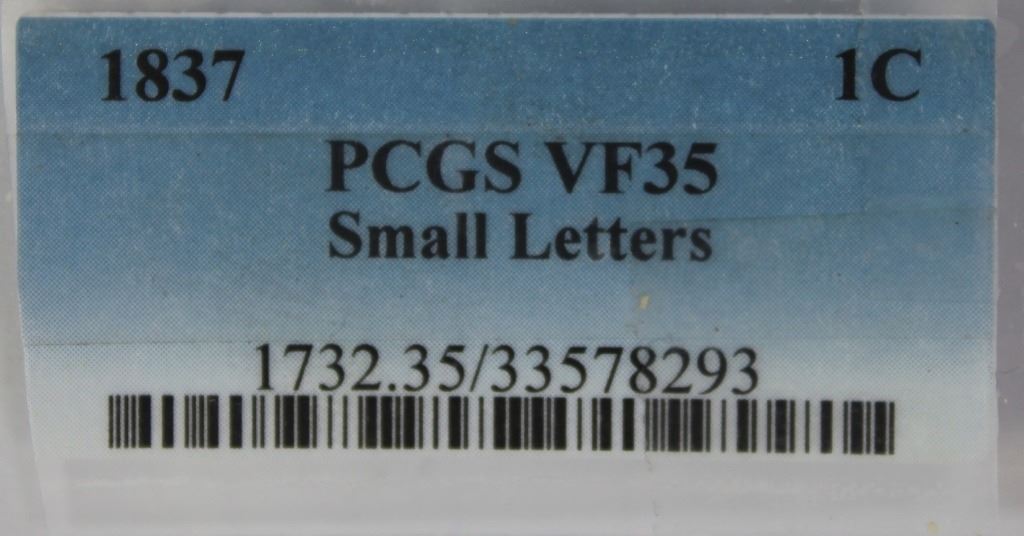 1837 1C
PCGS VF35
Small Letters
1732.35/33578293